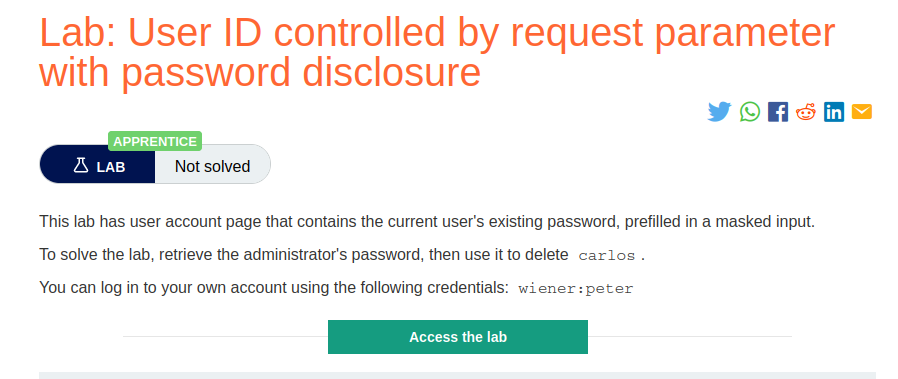 Lab: User ID controlled by request parameter
with password disclosure
APPRENTICE
LAB
Not solved
This lab has user account page that contains the current user's existing password, prefilled in a masked input.
To solve the lab, retrieve the administrator's password, then use it to delete carlos.
You can log in to your own account using the following credentials: wiener:peter
Access the lab